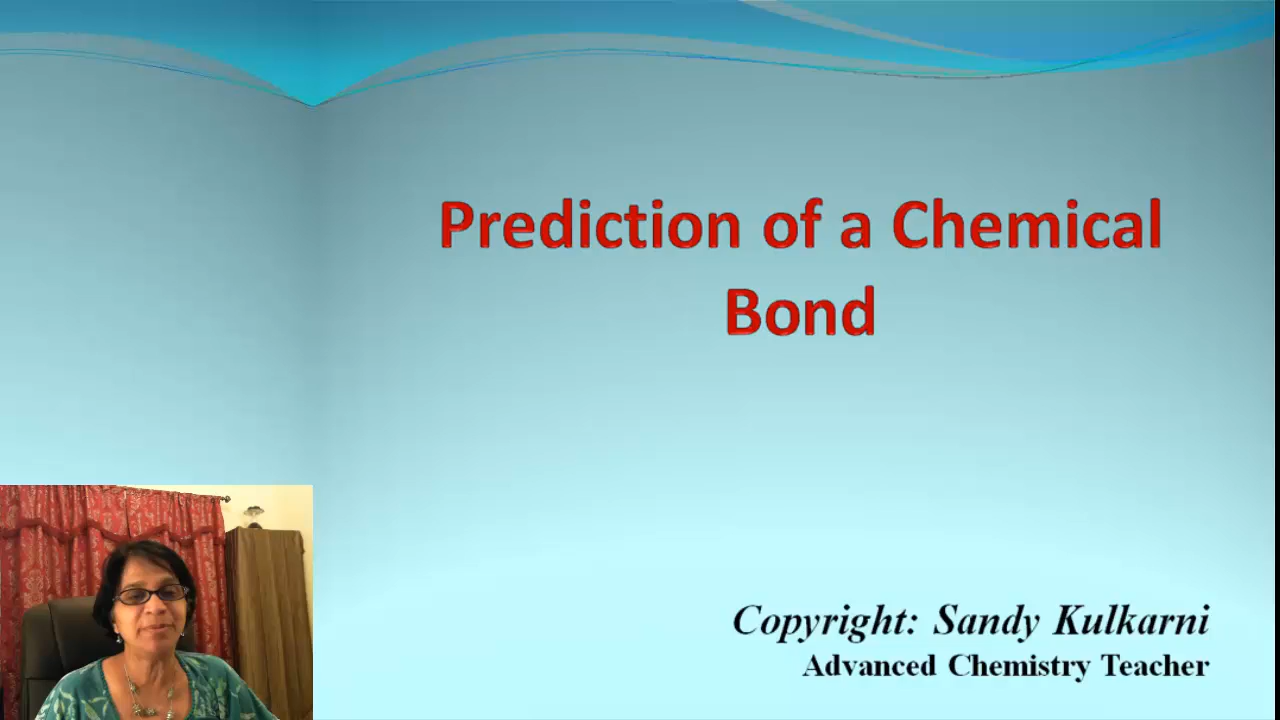 Prediction of a Chemical
Bond
Copyright: Sandy Kulkarni
Advanced Chemistry Teacher